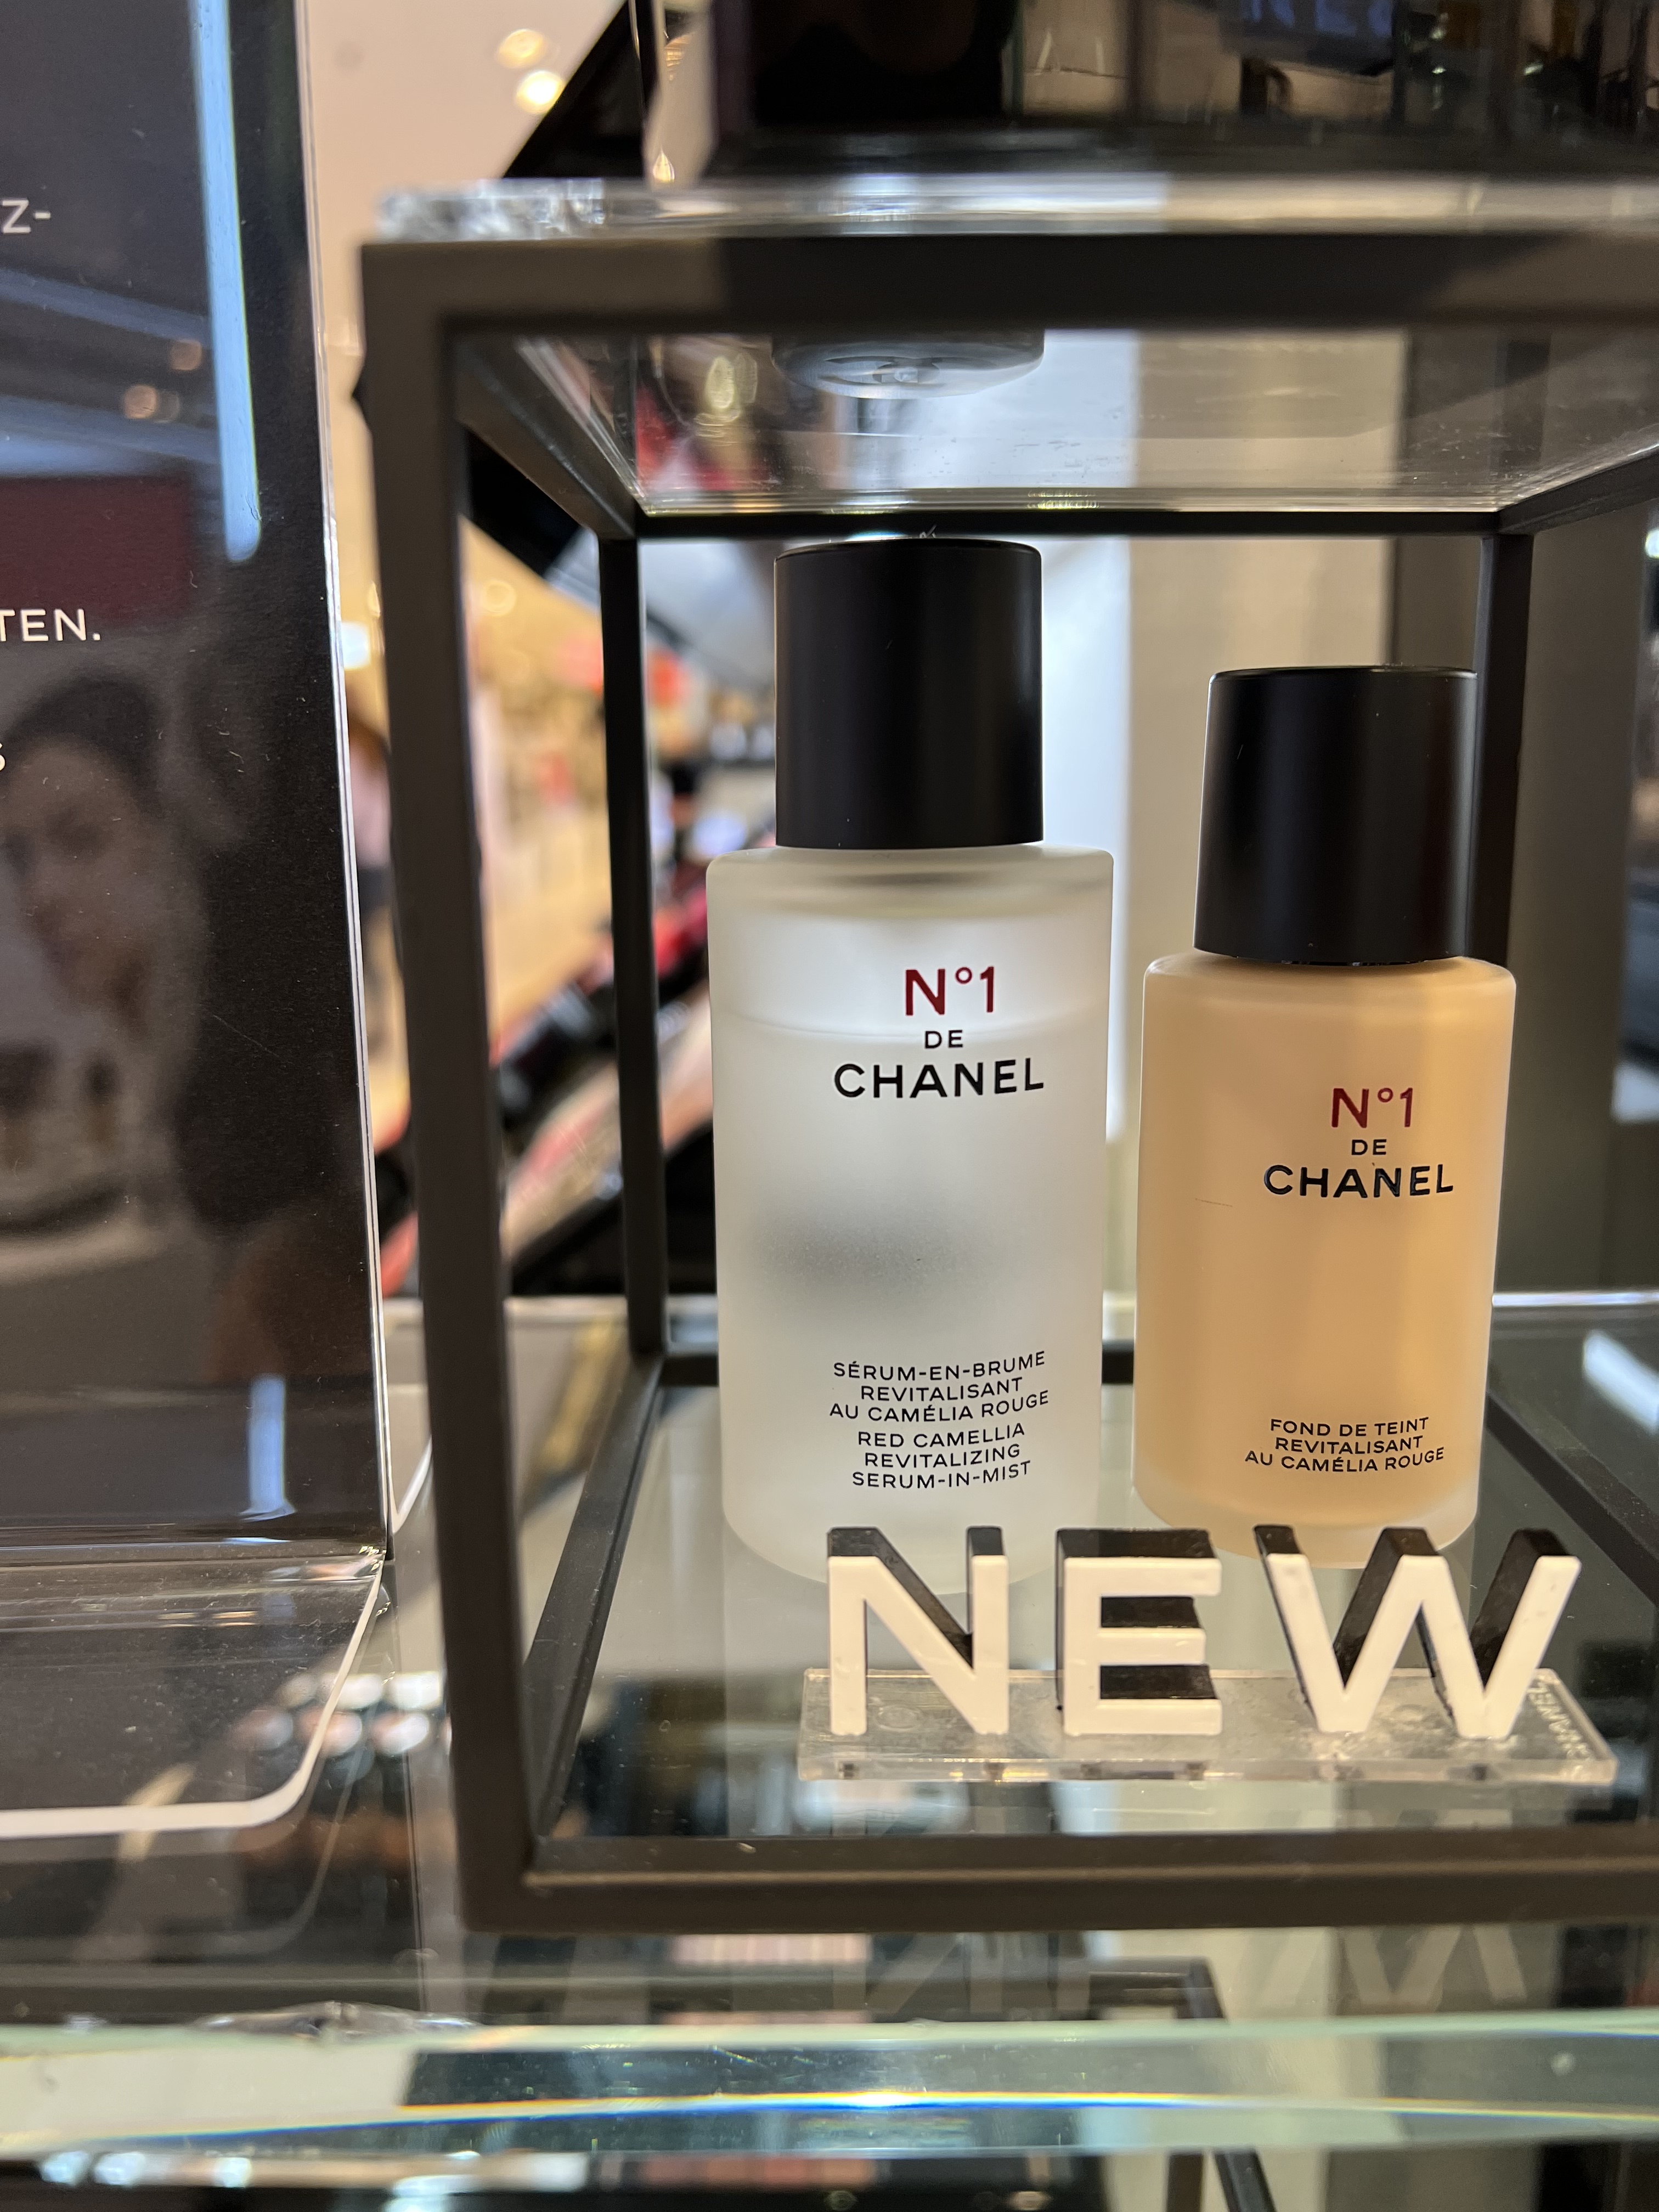 Z-
TEN.
S
N°1
DE
CHANEL
SÉRUM-EN-BRUME
REVITALISANT
AU CAMÉLIA ROUGE
RED CAMELLIA
REVITALIZING
SERUM-IN-MIST
N°1
DE
CHANEL
FOND DE TEINT
REVITALISANT
AU CAMÉLIA ROUGE
NEW